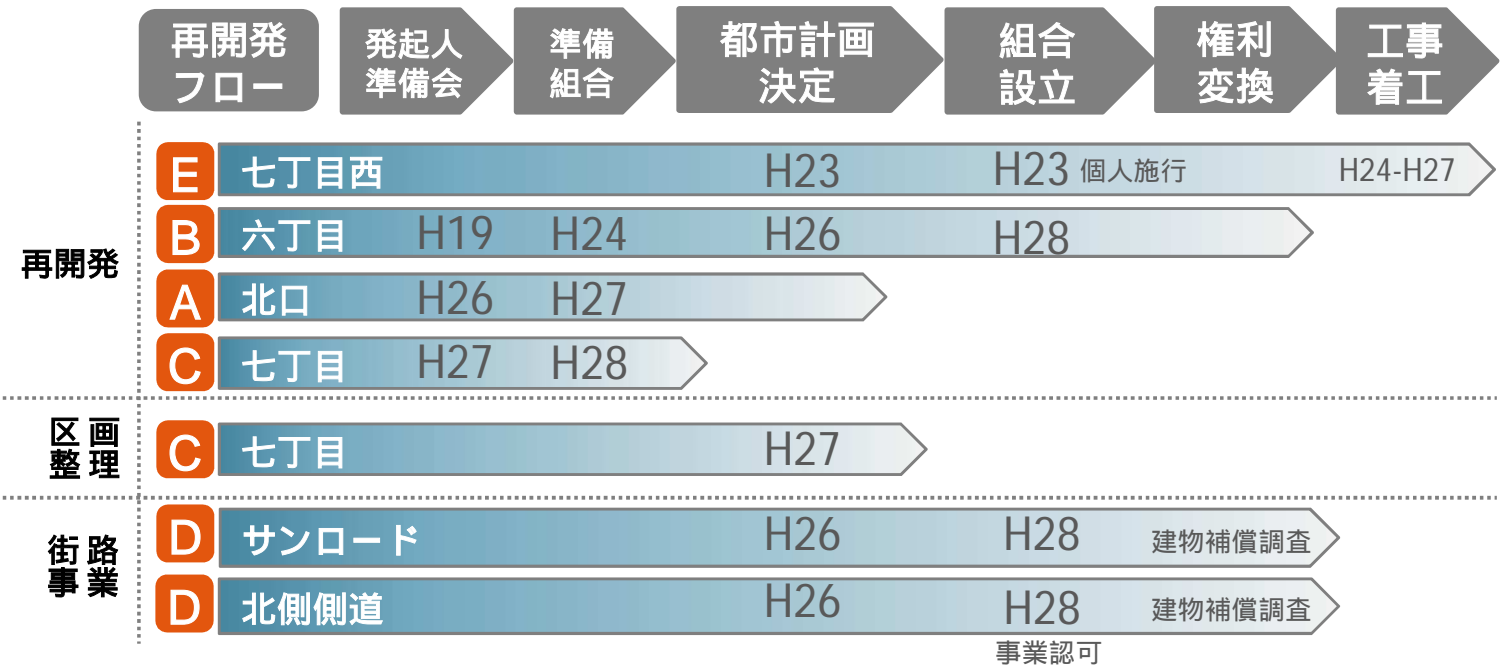 再開発
フロー
発起人
準備会
準備
組合
都市計画
決定
組合
設立
権利
変換
工事
着工
再開発
E 七丁目西 H23 H23 個人施行 H24-H27
B 六丁目 H19 H24 H26 H28
A 北口 H26 H27
C 七丁目 H27 H28
区画
整理
C 七丁目 H27
街路
事業
D サンロード H26 H28 建物補償調査
D 北側側道 H26 H28 建物補償調査
事業認可